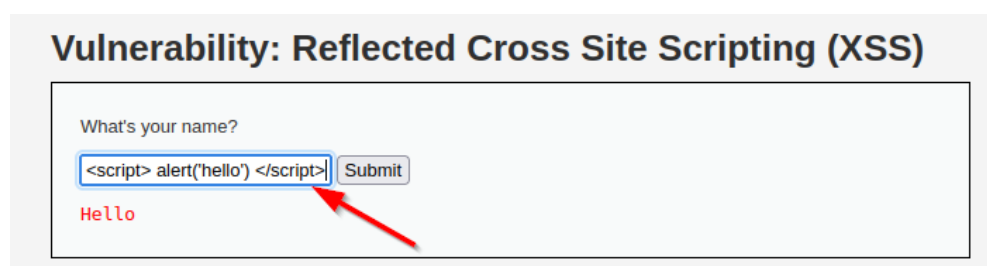 Vulnerability: Reflected Cross Site Scripting (XSS)
What's your name?
<script> alert('hello') </script> Submit
Hello